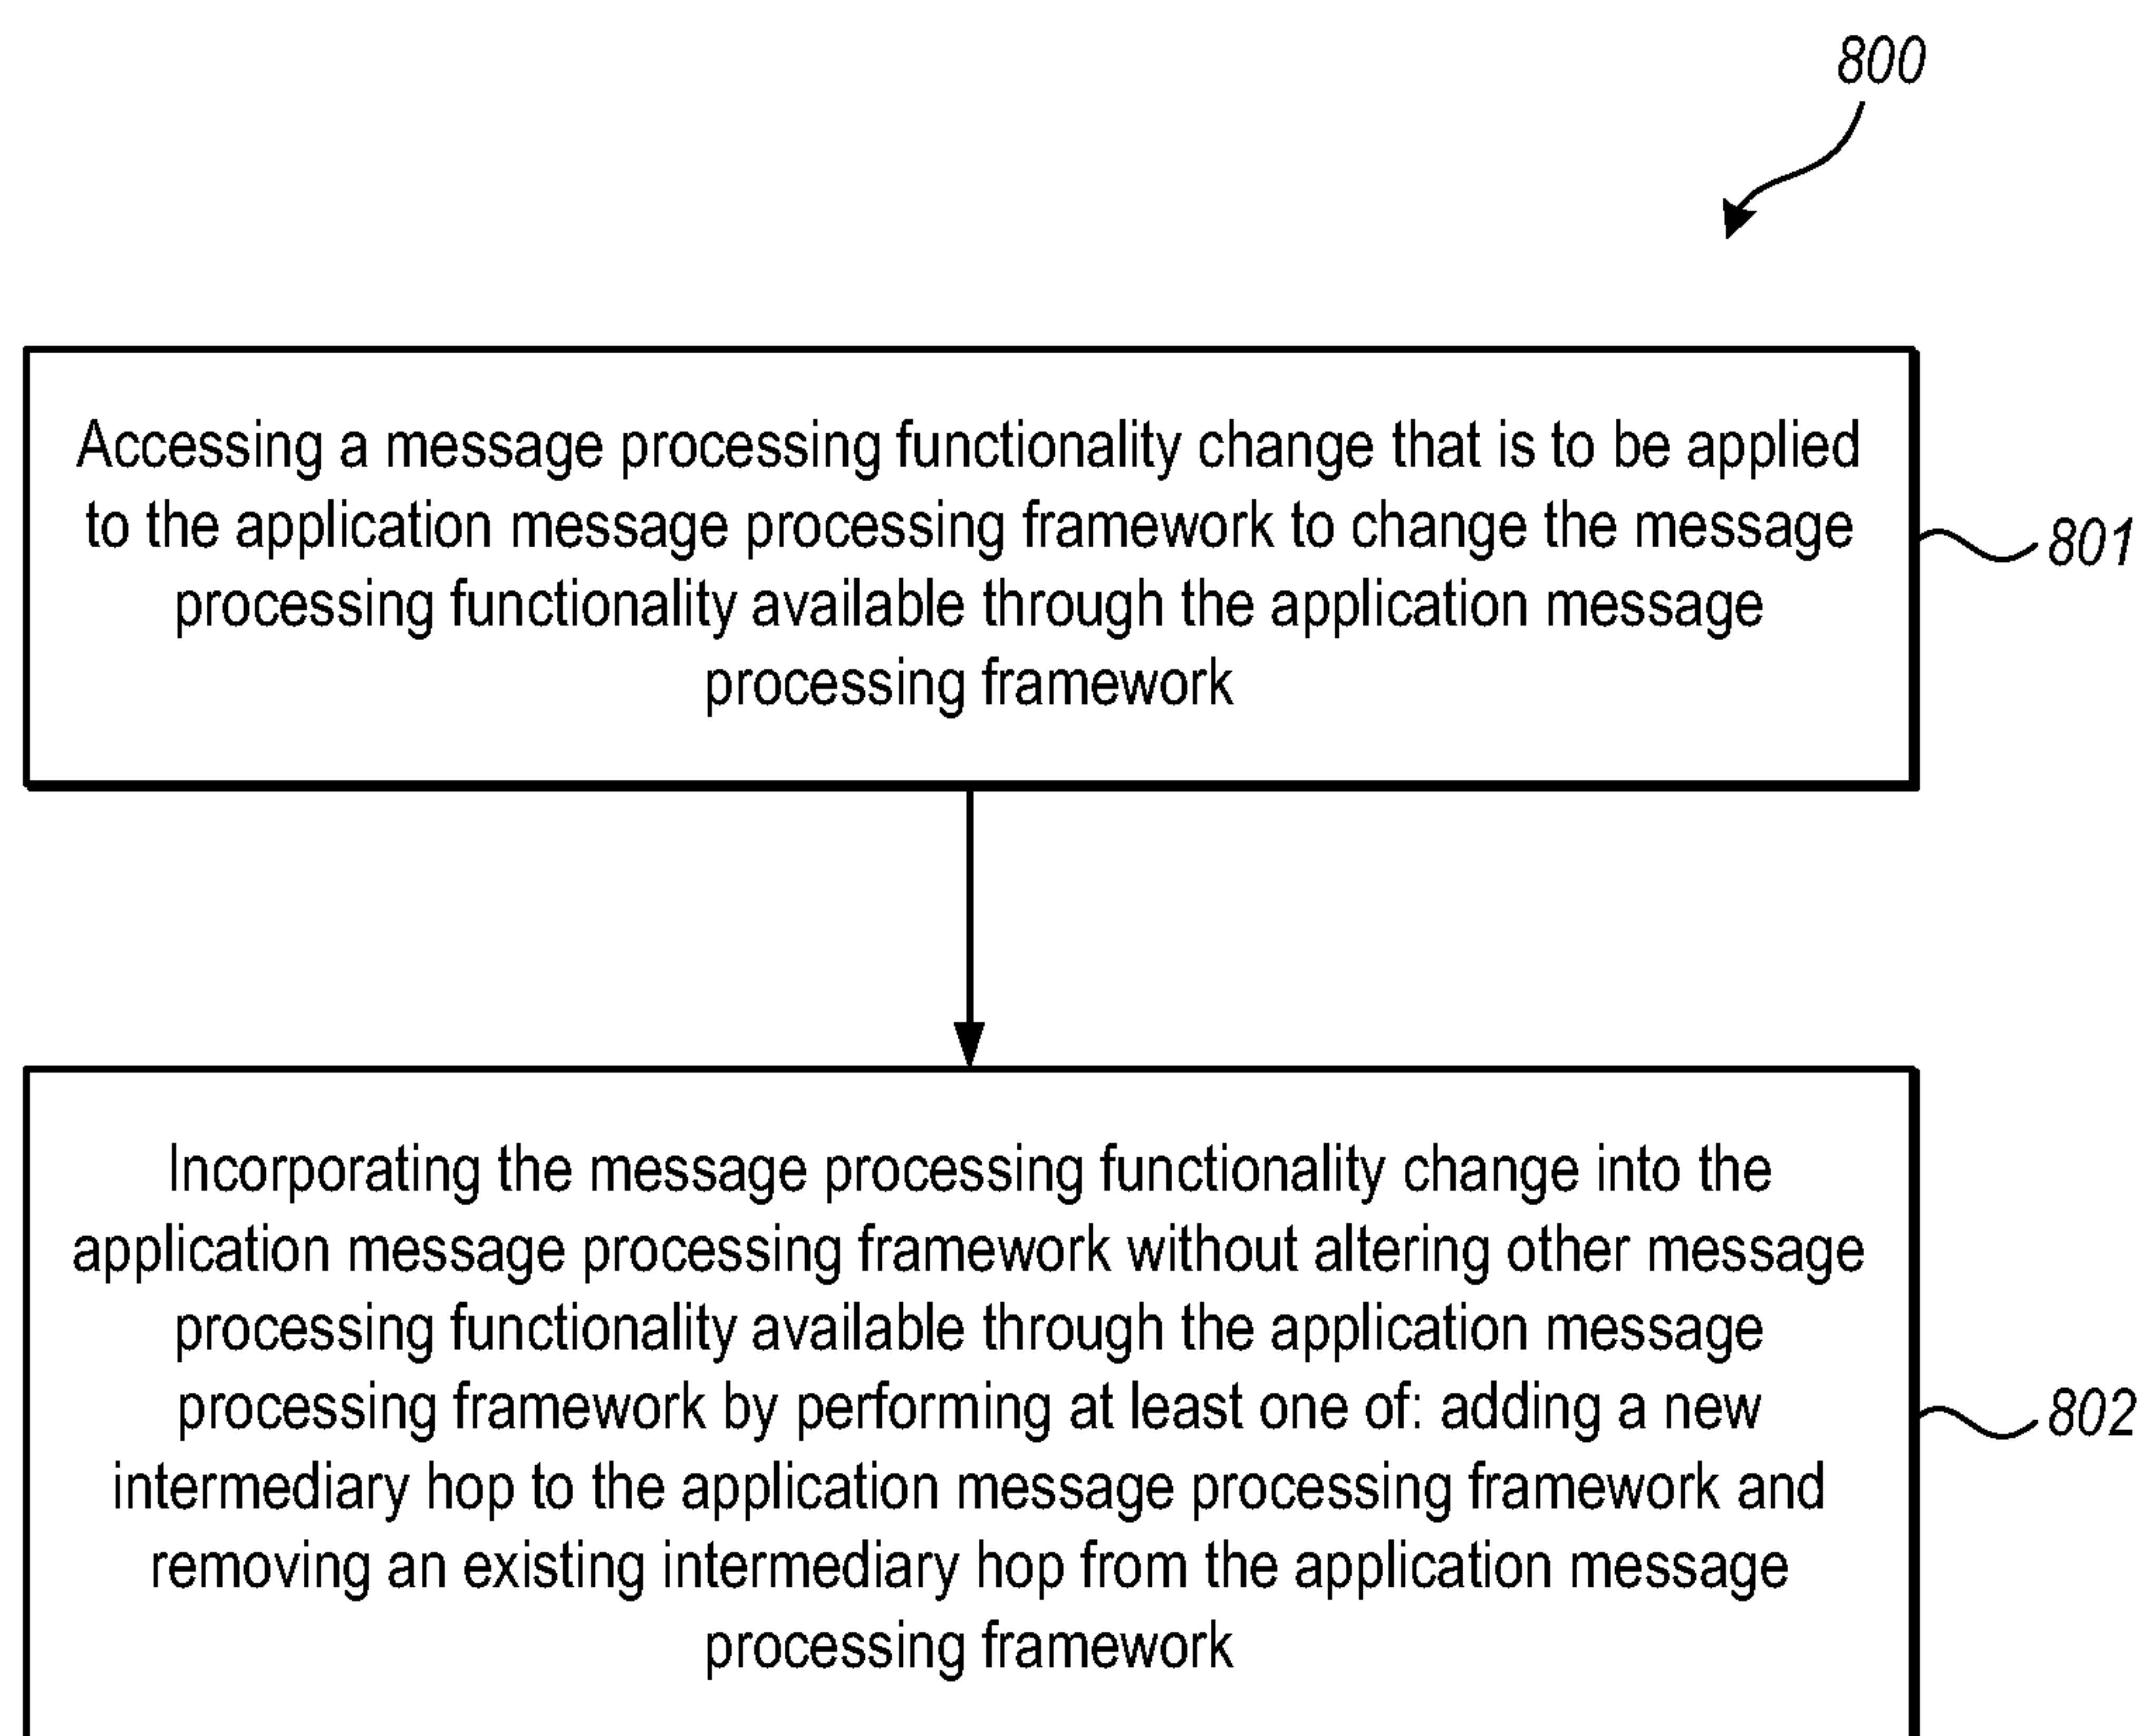 800
Accessing a message processing functionality change that is to be applied
to the application message processing framework to change the message
processing functionality available through the application message
processing framework
801
Incorporating the message processing functionality change into the
application message processing framework without altering other message
processing functionality available through the application message
processing framework by performing at least one of: adding a new
intermediary hop to the application message processing framework and
removing an existing intermediary hop from the application message
processing framework
802